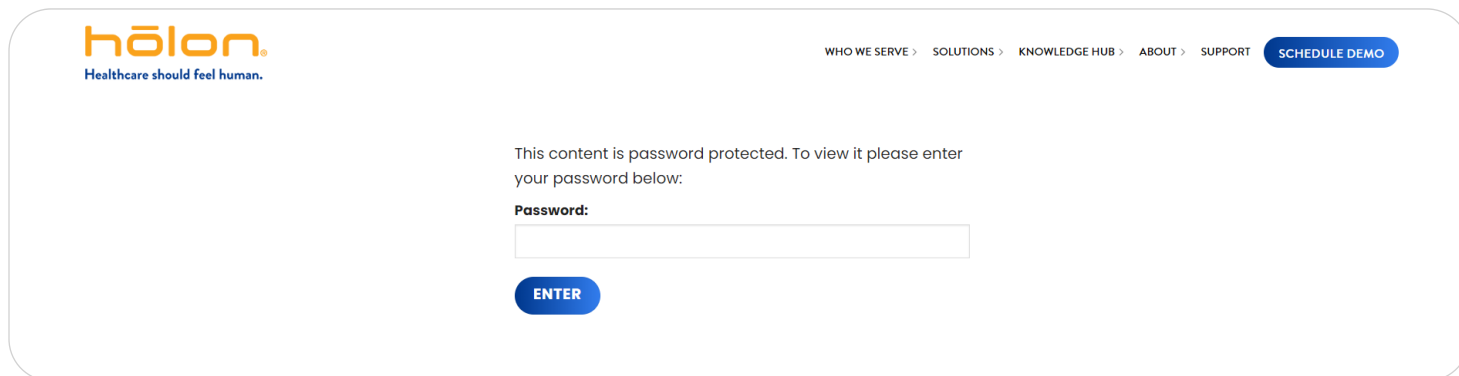 hōlon®
Healthcare should feel human.
WHO WE SERVE > SOLUTIONS > KNOWLEDGE HUB > ABOUT > SUPPORT SCHEDULE DEMO
This content is password protected. To view it please enter
your password below:
Password:
ENTER